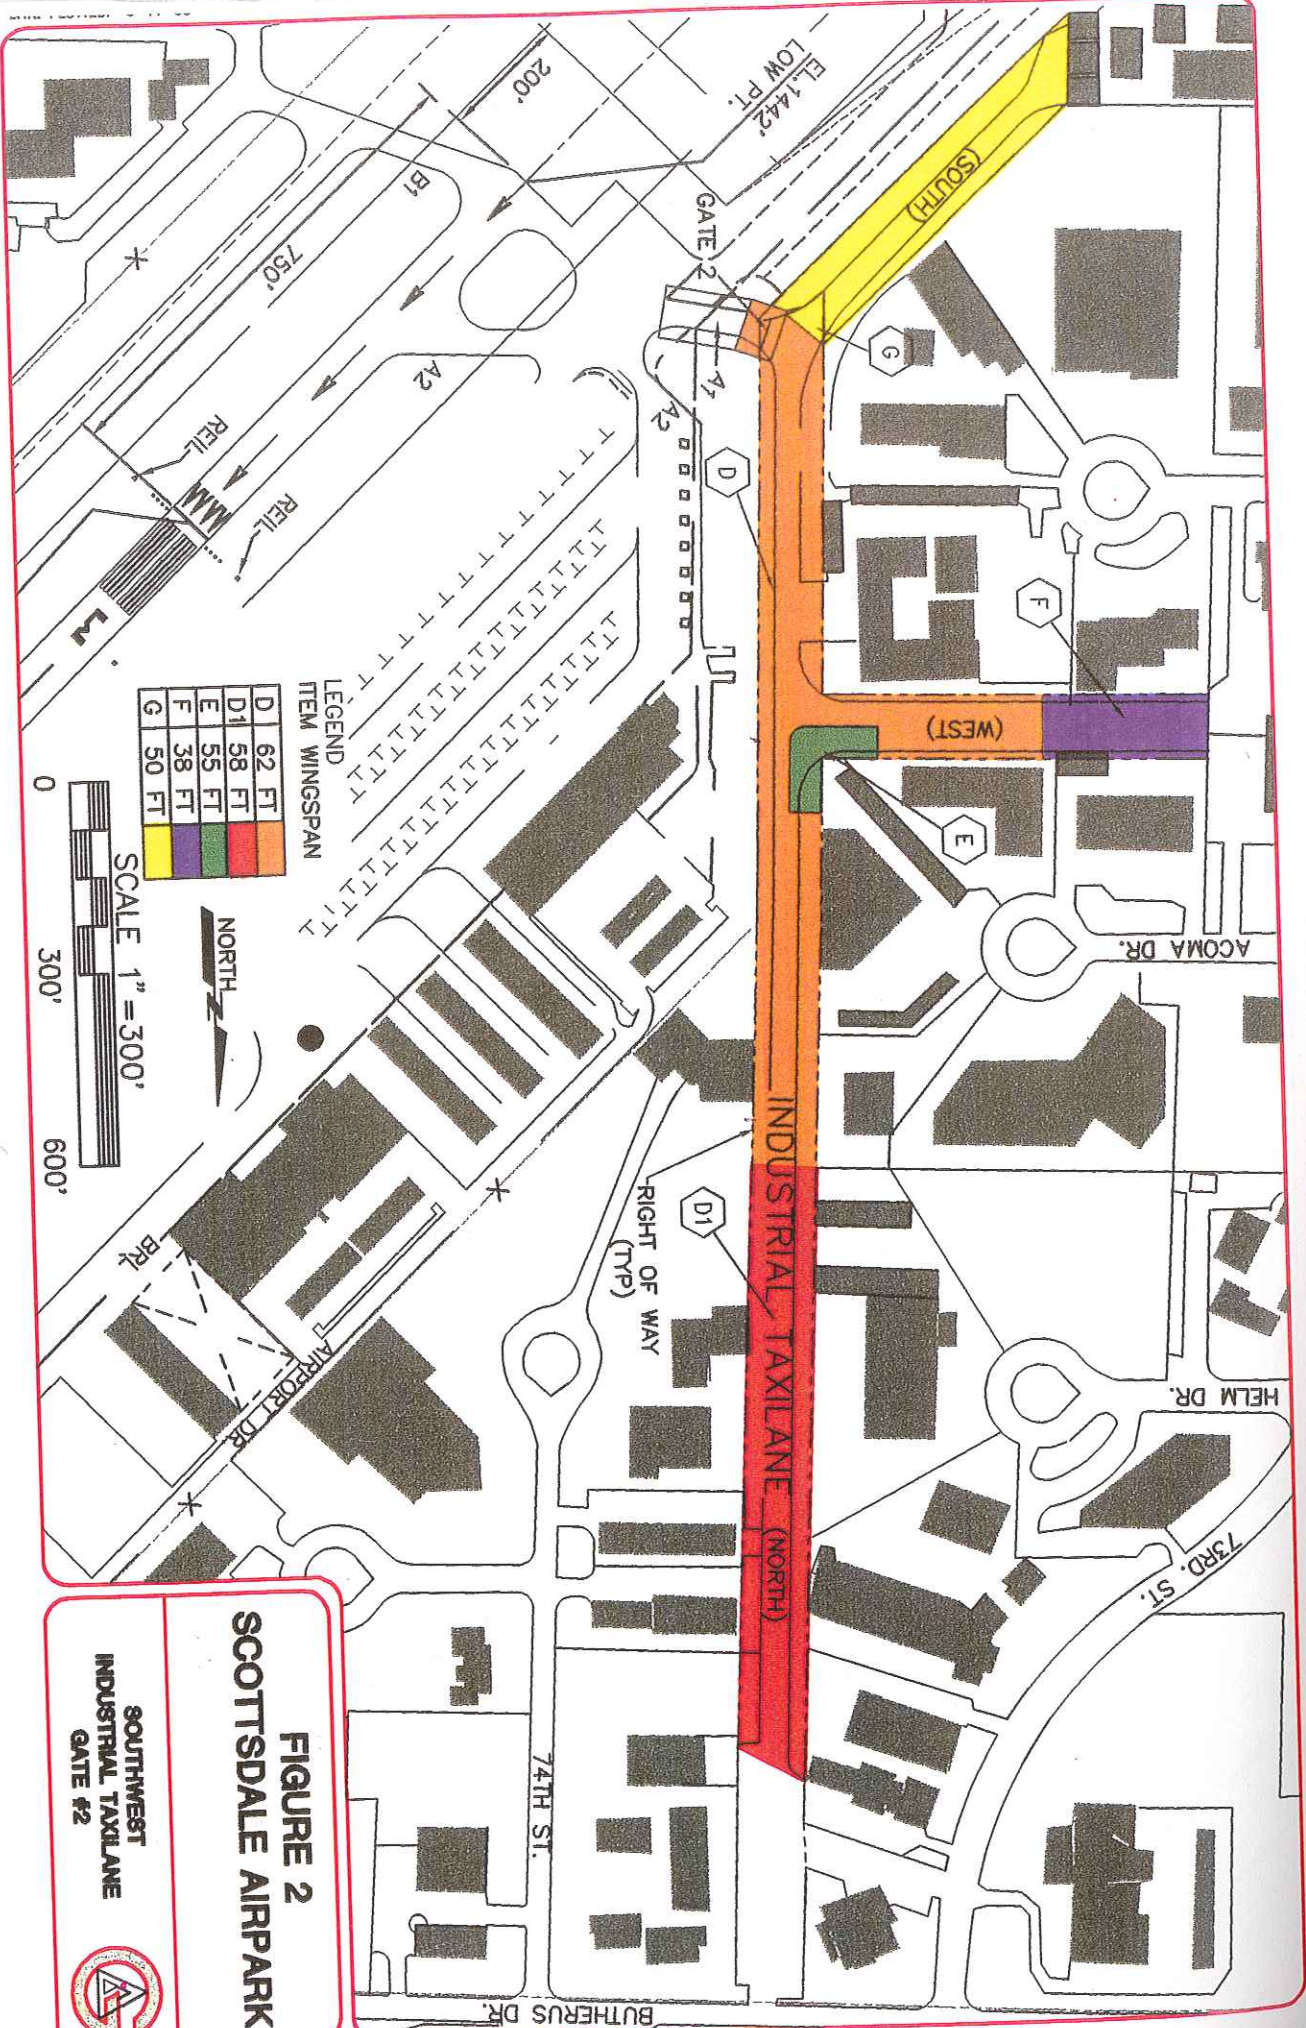 EL.1442'
LOW PT.
200'
(SOUTH)
B1
GATE 2
750'
G
A2
A1
A2
REIL
D
REIL
F
3
(WEST)
LEGEND
ITEM WINGSPAN
D 62 FT
D1 58 FT
E 55 FT
F 38 FT
G 50 FT
E
ACOMA DR.
NORTH
SCALE 1"=300'
0 300' 600'
INDUSTRIAL TAXILANE (NORTH)
RIGHT OF WAY
(TYP)
D1
BRL
AIRPORT DR
HELM DR.
73RD. ST.
74TH ST.
BUTHERUS DR.
FIGURE 2
SCOTTSDALE AIRPARK
SOUTHWEST
INDUSTRIAL TAXILANE
GATE #2